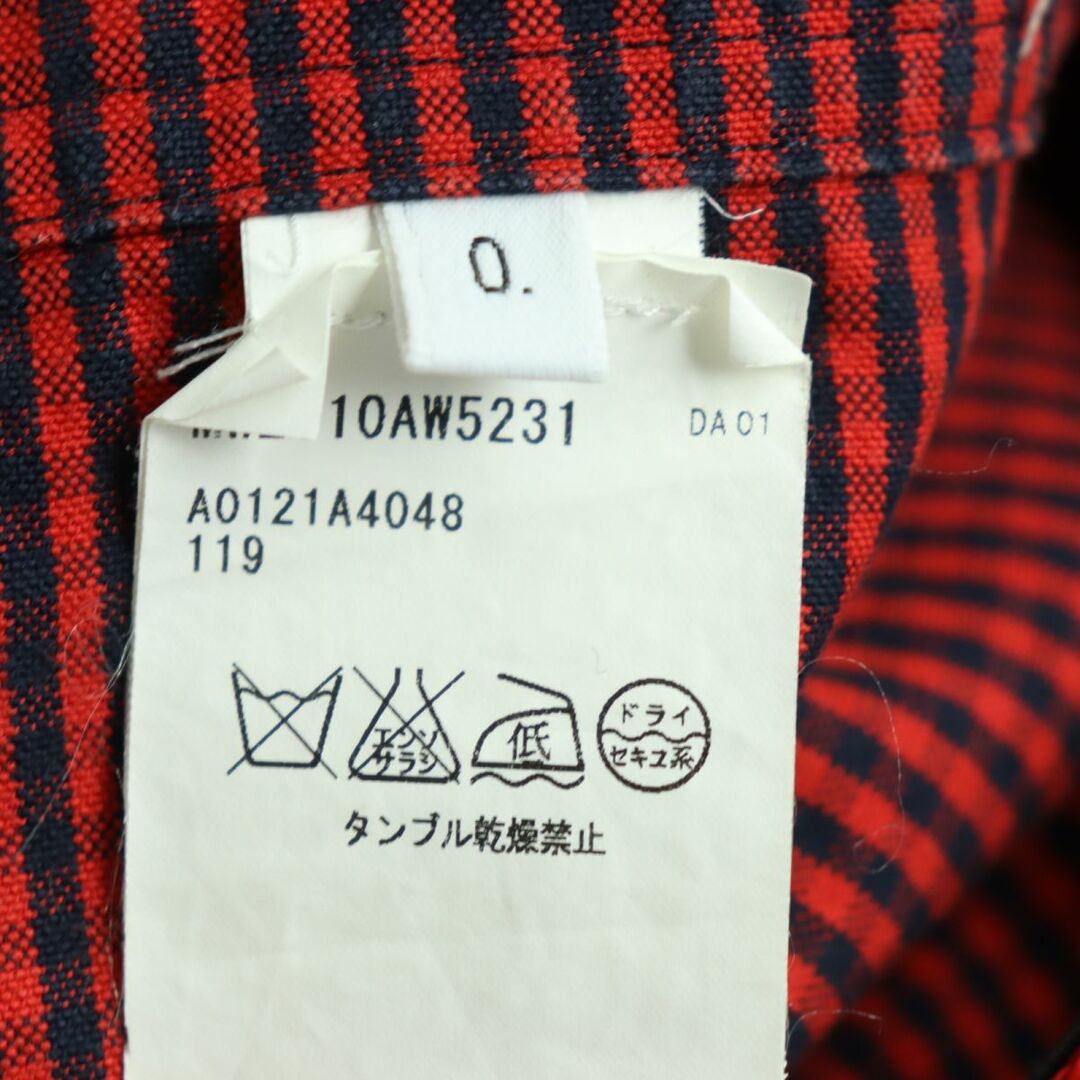 0.
10AW5231 DA01
A0121A4048
119
エンソ
サラシ
低
ドライ
セキユ系
タンブル乾燥禁止